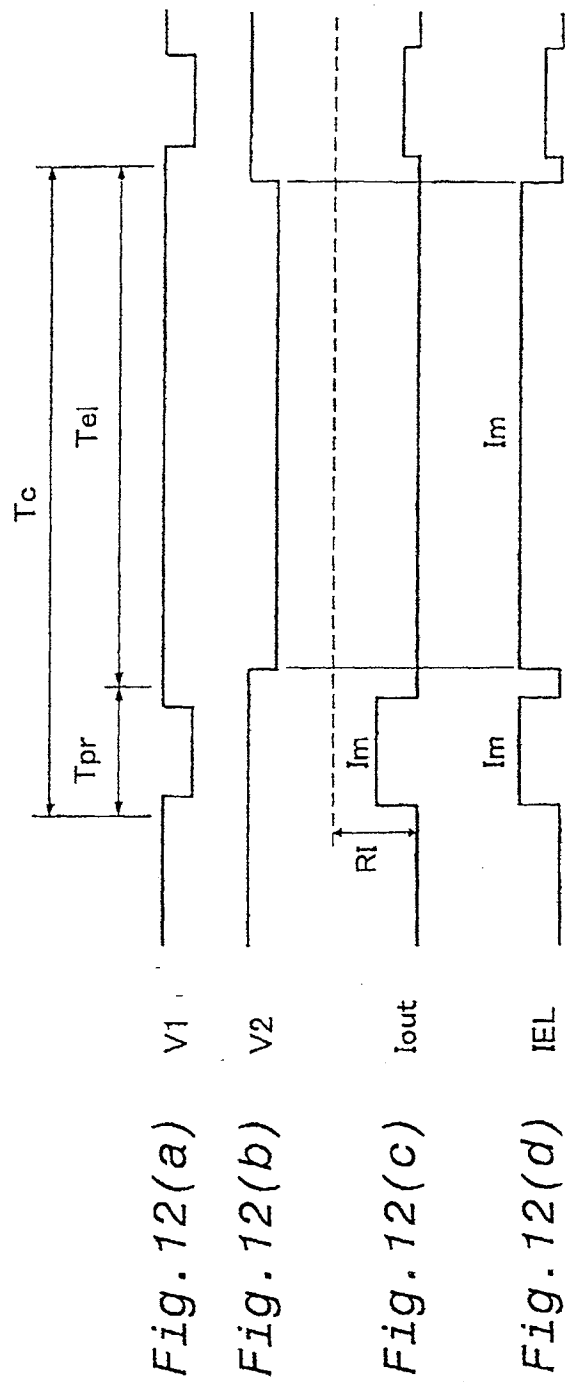 Tc
Tpr
Tel
Fig.12(a)
V1
Fig.12(b)
V2
RI
Im
Fig.12(c)
Iout
Im
Im
Fig.12(d)
IEL